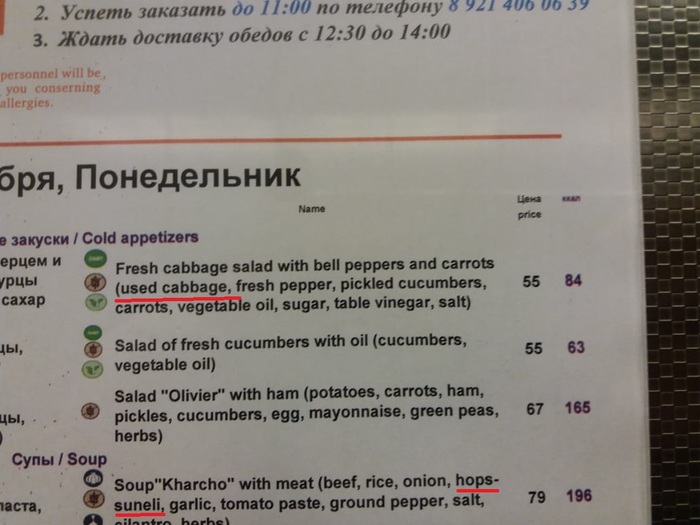 2. Успеть заказать до 11:00 по телефону 8 921 406 06 39
3. Ждать доставку обедов с 12:30 до 14:00
personnel will be,
you conserning
allergies.
бря, Понедельник
Name
Цена
price
ккал
е закуски / Cold appetizers
ерцем и
урцы
сахар
Fresh cabbage salad with bell peppers and carrots
(used cabbage, fresh pepper, pickled cucumbers,
carrots, vegetable oil, sugar, table vinegar, salt)
55 84
цы,
Salad of fresh cucumbers with oil (cucumbers,
vegetable oil)
55 63
цы,
)
Salad "Olivier" with ham (potatoes, carrots, ham,
pickles, cucumbers, egg, mayonnaise, green peas,
herbs)
67 165
Супы / Soup
паста,
Soup"Kharcho" with meat (beef, rice, onion, hops-
suneli, garlic, tomato paste, ground pepper, salt,
cilantro, herbs)
79 196